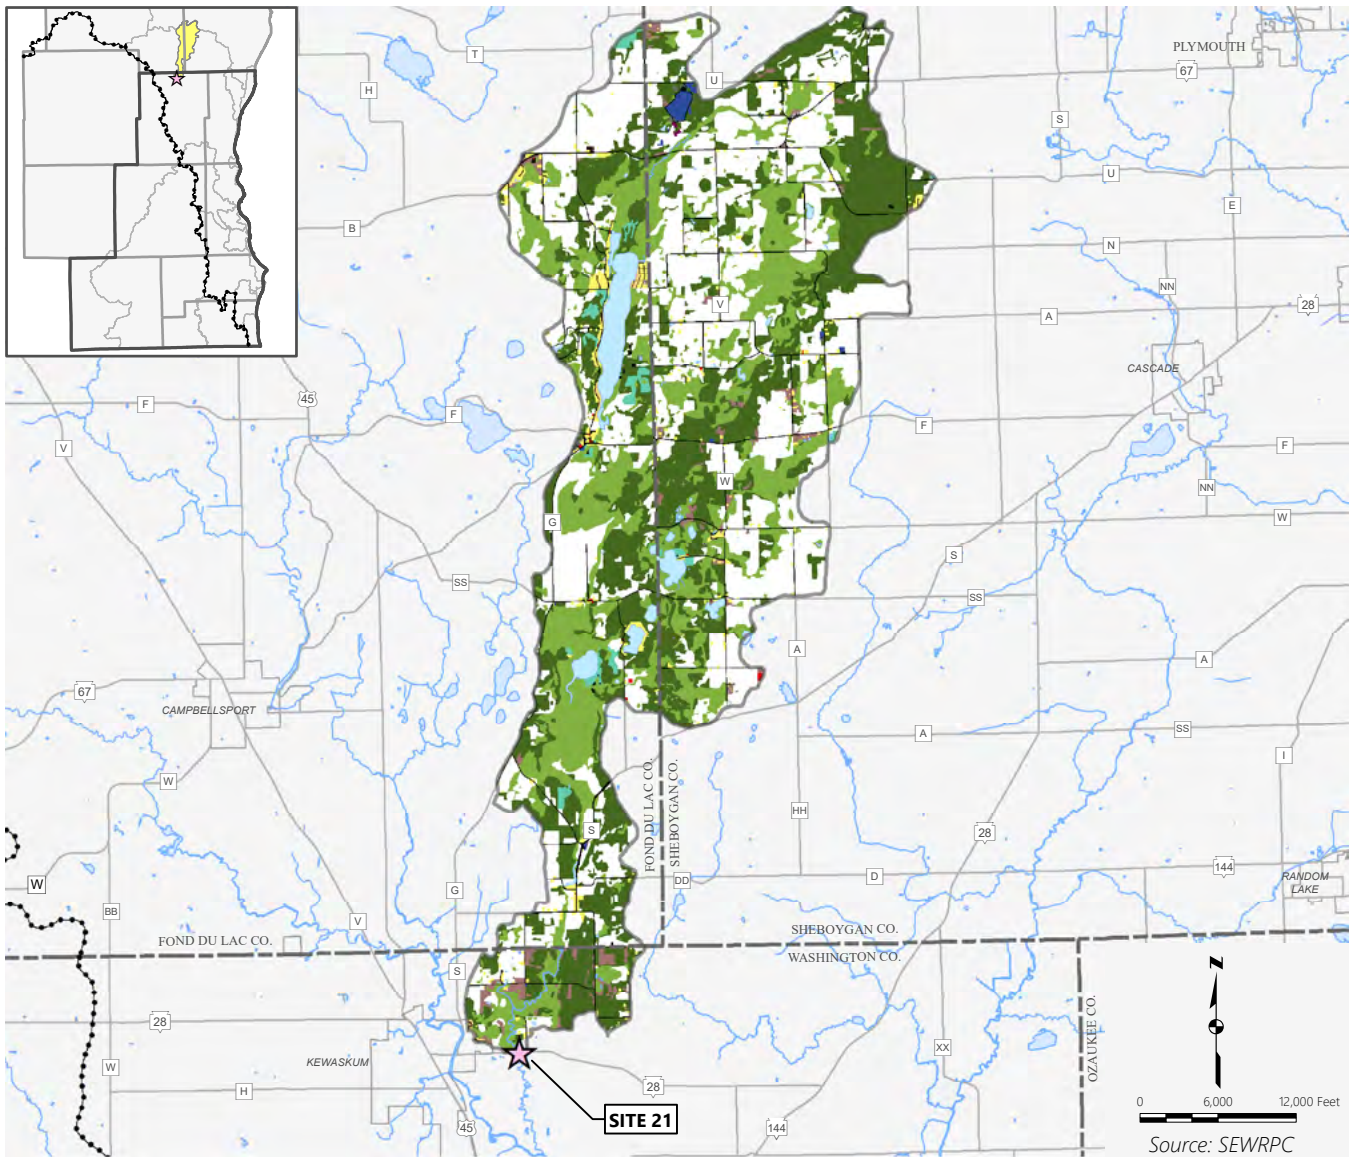 T
U
PLYMOUTH
67
H
S
U
B
E
N
NN
V
28
A
CASCADE
45
F
F
V
F
F
W
NN
G
W
S
SS
SS
A
A
67
CAMPBELLSPORT
A
SS
W
FOND DU LAC CO.
SHEBOYGAN CO.
I
HH
S
28
144
W
G
DD
D
RANDOM
LAKE
BB
V
FOND DU LAC CO.
SHEBOYGAN CO.
WASHINGTON CO.
S
N
28
OZAUKEE CO.
XX
KEWASKUM
W
H
28
0 6,000 12,000 Feet
SITE 21
45
144
Source: SEWRPC